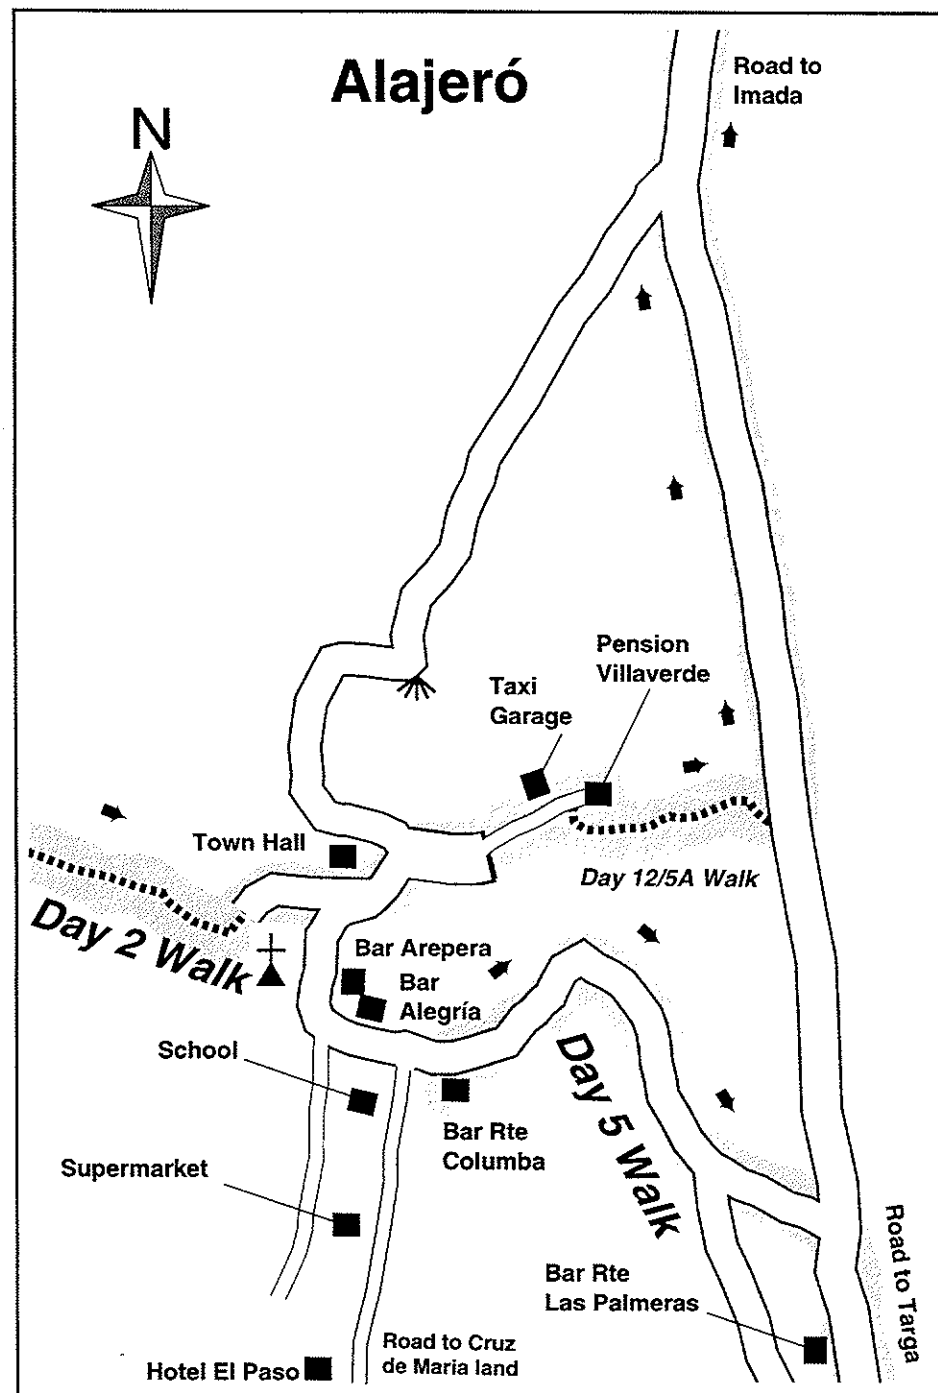 Alajeró
N
Road to
Imada
Pension
Villaverde
Taxi
Garage
Town Hall
Day 12/5A Walk
Day 2 Walk
Bar Arepera
Bar
Alegría
School
Day 5 Walk
Bar Rte
Columba
Supermarket
Road to Targa
Bar Rte
Las Palmeras
Road to Cruz
de Maria land
Hotel El Paso